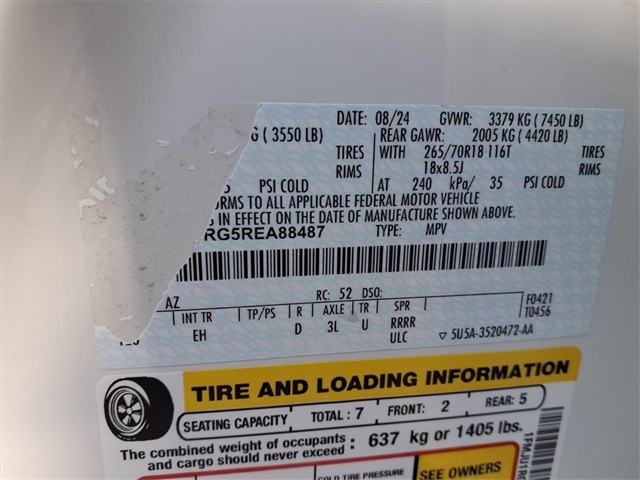 DATE: 08/24 GVWR: 3379 KG (7450 LB)
G (3550 LB) REAR GAWR: 2005 KG (4420 LB)
TIRES WITH 265/70R18 116T TIRES
RIMS 18x8.5J RIMS
PSI COLD AT 240 kPa/ 35 PSI COLD
RMS TO ALL APPLICABLE FEDERAL MOTOR VEHICLE
S IN EFFECT ON THE DATE OF MANUFACTURE SHOWN ABOVE.
RG5REA88487 TYPE: MPV
RC: 52 DSO:
AZ
INT TR TP/PS R AXLE TR SPR F0421
EH D 3L U RRRR T0456
ULC ▽ 5U5A-3520472-AA
TIRE AND LOADING INFORMATION
SEATING CAPACITY TOTAL: 7 FRONT: 2 REAR: 5
The combined weight of occupants
and cargo should never exceed : 637 kg or 1405 lbs.
COLD TIRE PRESSURE SEE OWNERS
1FMJU1RG